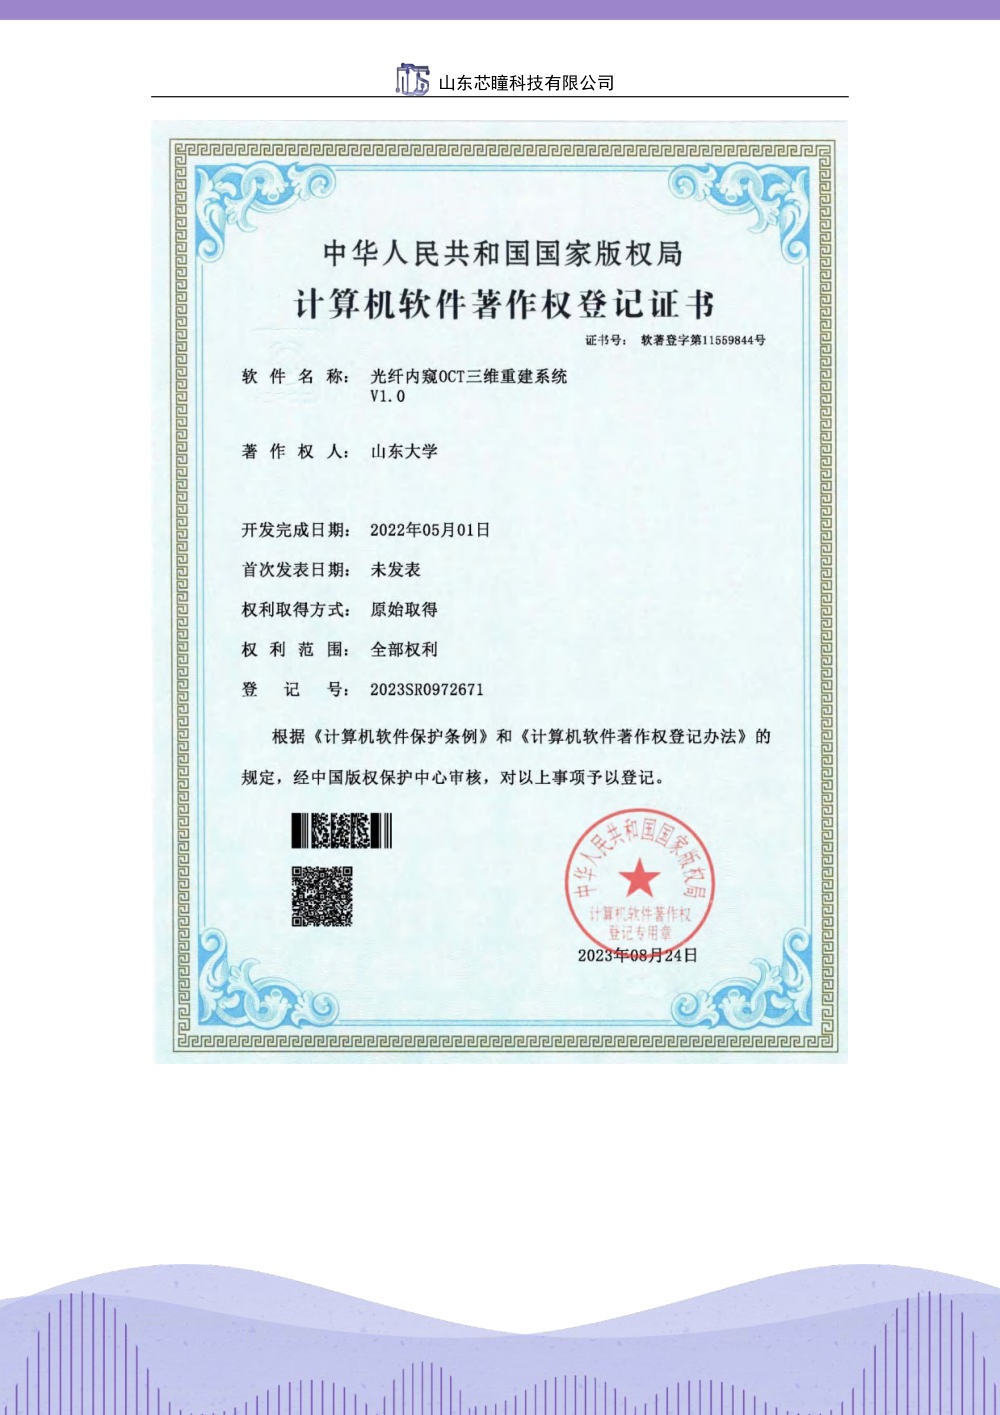 山东芯瞳科技有限公司
中华人民共和国国家版权局
计算机软件著作权登记证书
证书号： 软著登字第11559844号
软件名称： 光纤内窥OCT三维重建系统
V1.0
著作权人： 山东大学
开发完成日期： 2022年05月01日
首次发表日期： 未发表
权利取得方式： 原始取得
权利范围： 全部权利
登记号： 2023SR0972671
根据《计算机软件保护条例》和《计算机软件著作权登记办法》的
规定，经中国版权保护中心审核，对以上事项予以登记。
中华人民共和国国家版权局
计算机软件著作权
登记专用章
2023年08月24日